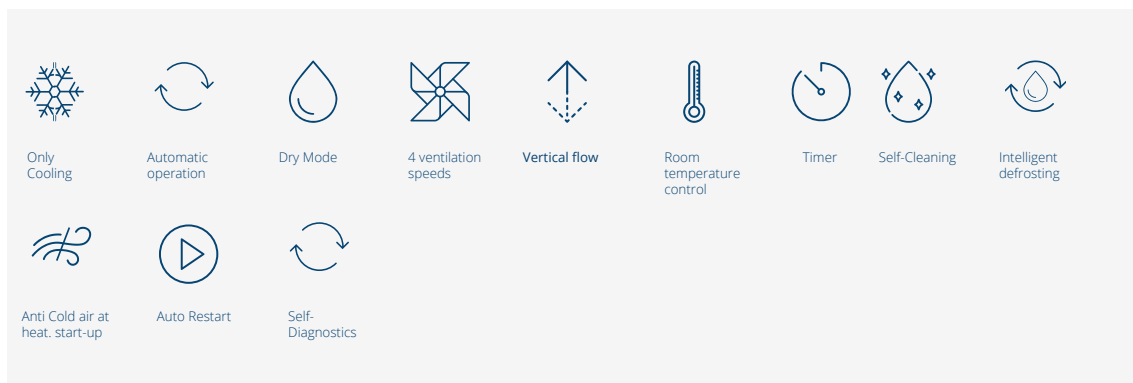 Only
Cooling
Automatic
operation
Dry Mode
4 ventilation
speeds
Vertical flow
Room
temperature
control
Timer
Self-Cleaning
Intelligent
defrosting
Anti Cold air at
heat. start-up
Auto Restart
Self-
Diagnostics